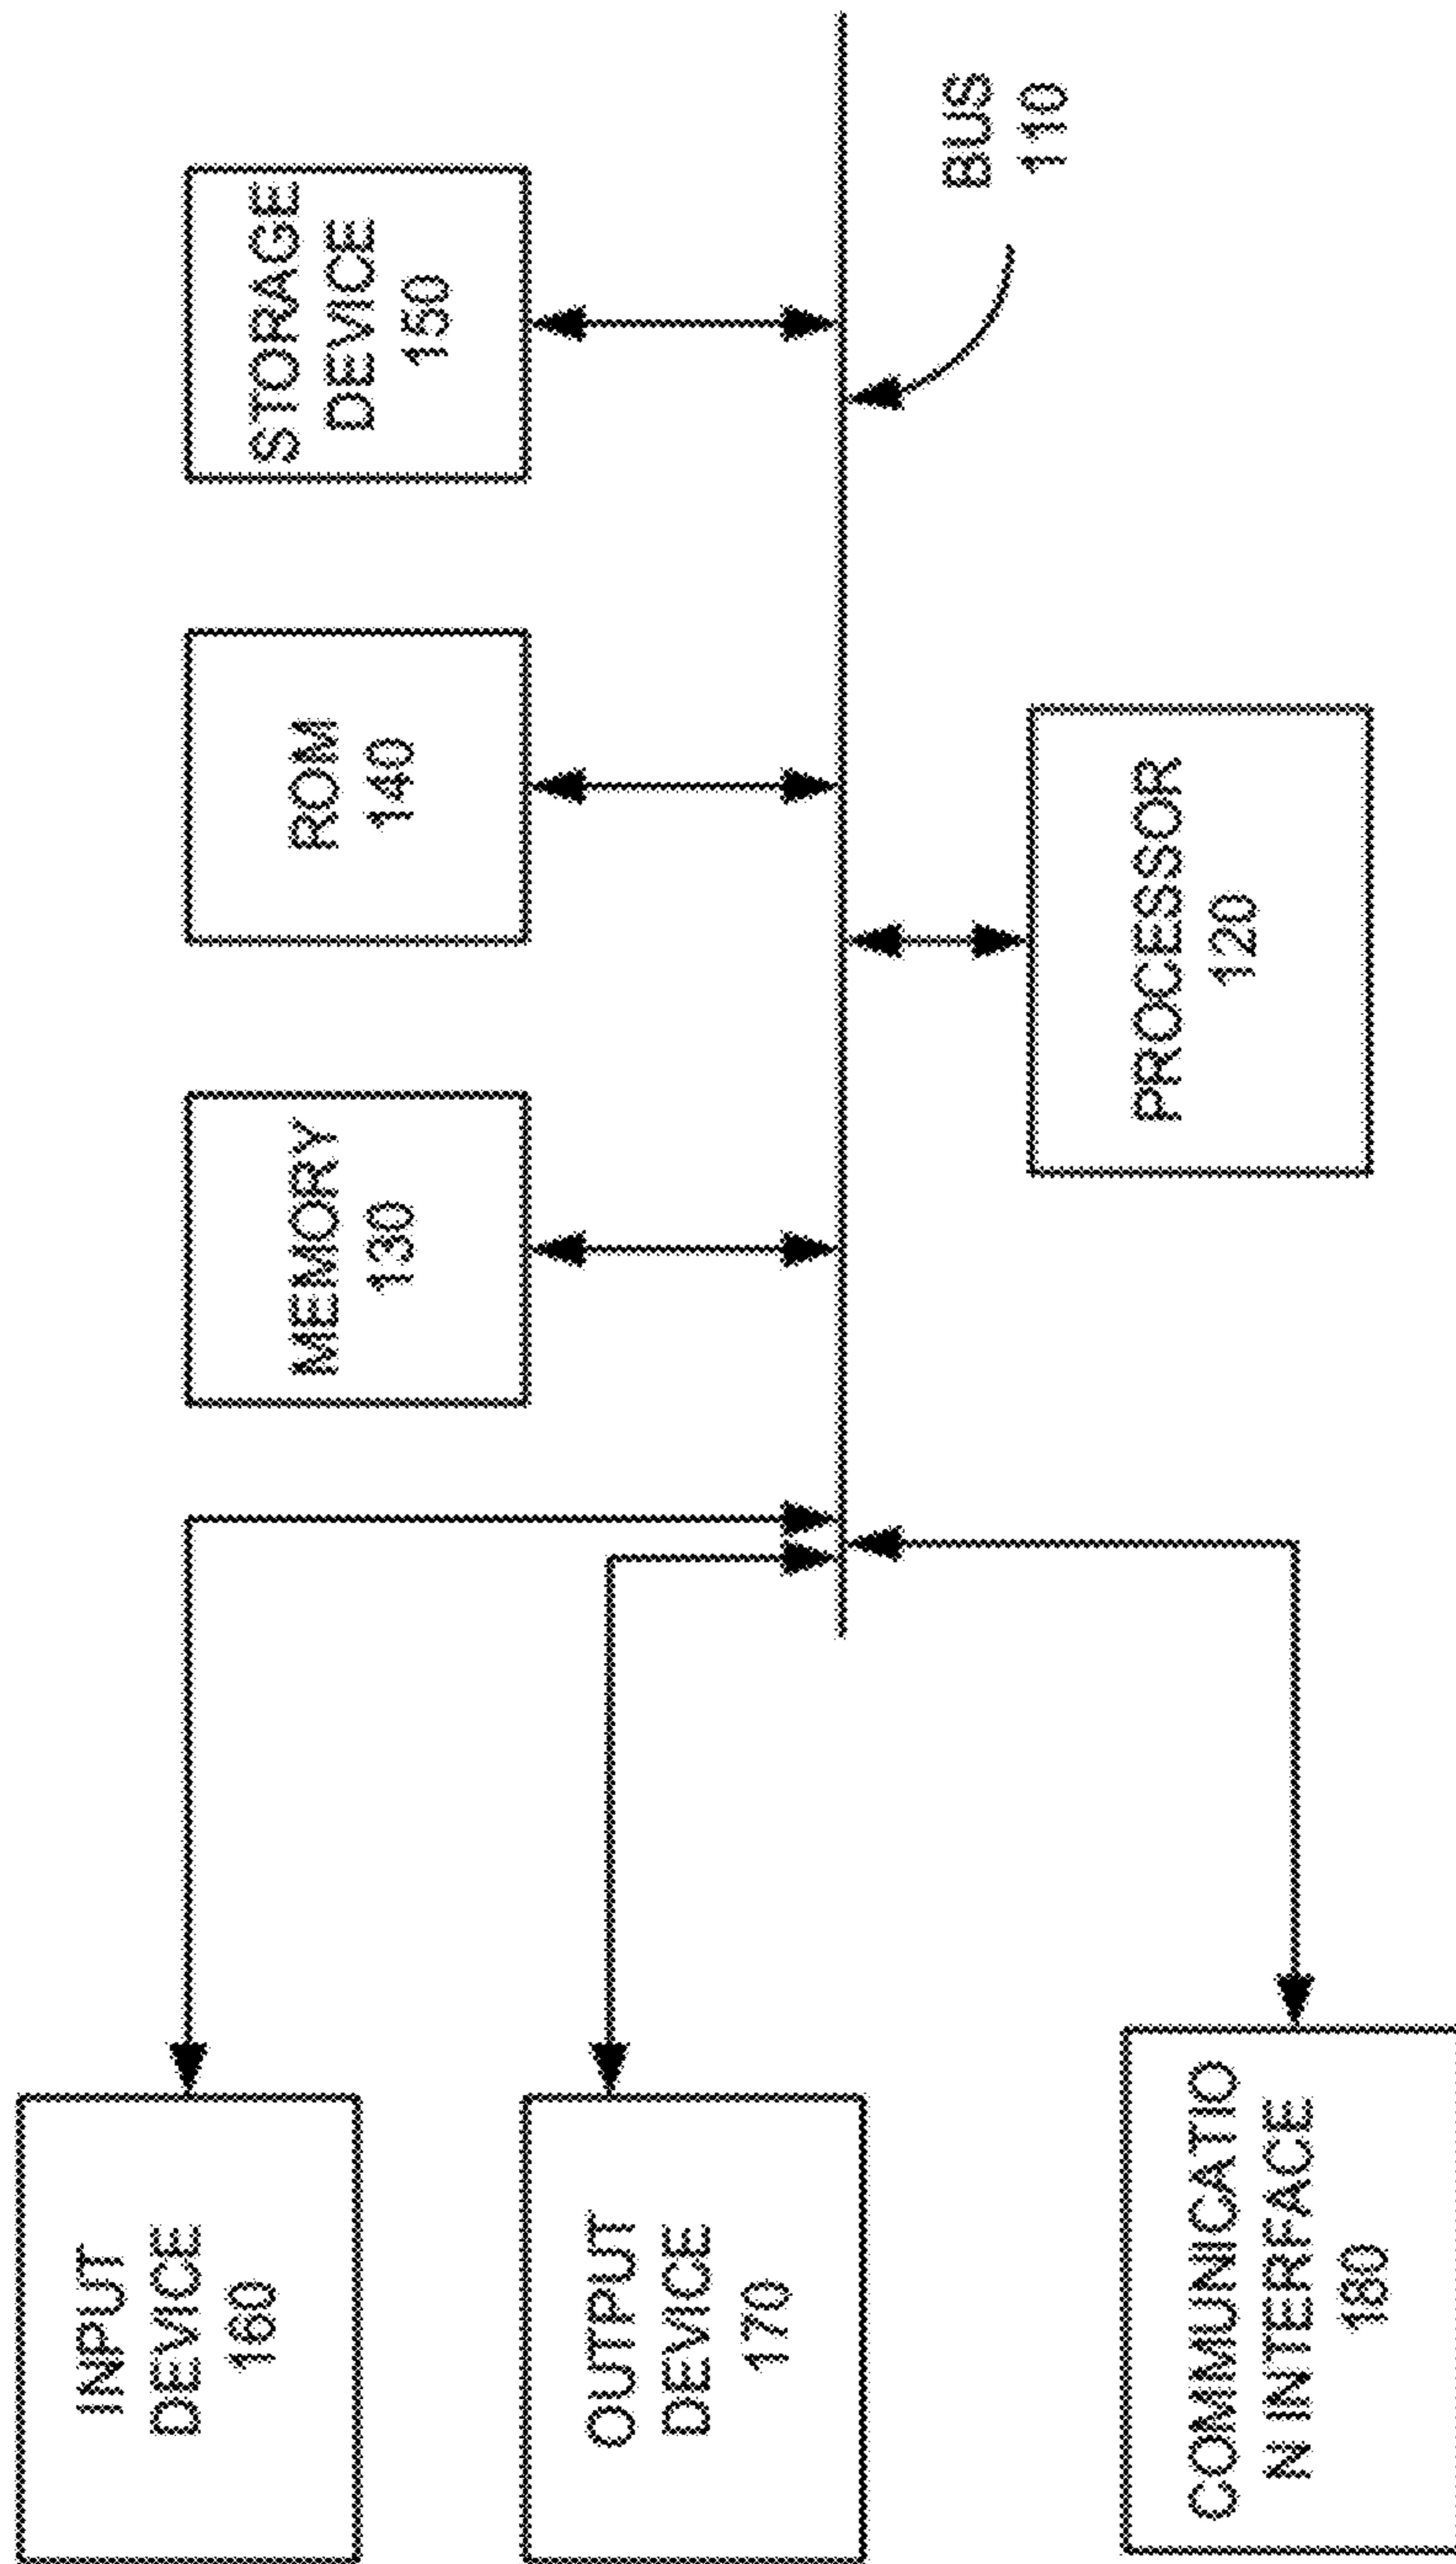 INPUT
DEVICE
160
MEMORY
130
ROM
140
STORAGE
DEVICE
150
OUTPUT
DEVICE
170
BUS
110
COMMUNICATIO
N INTERFACE
180
PROCESSOR
120